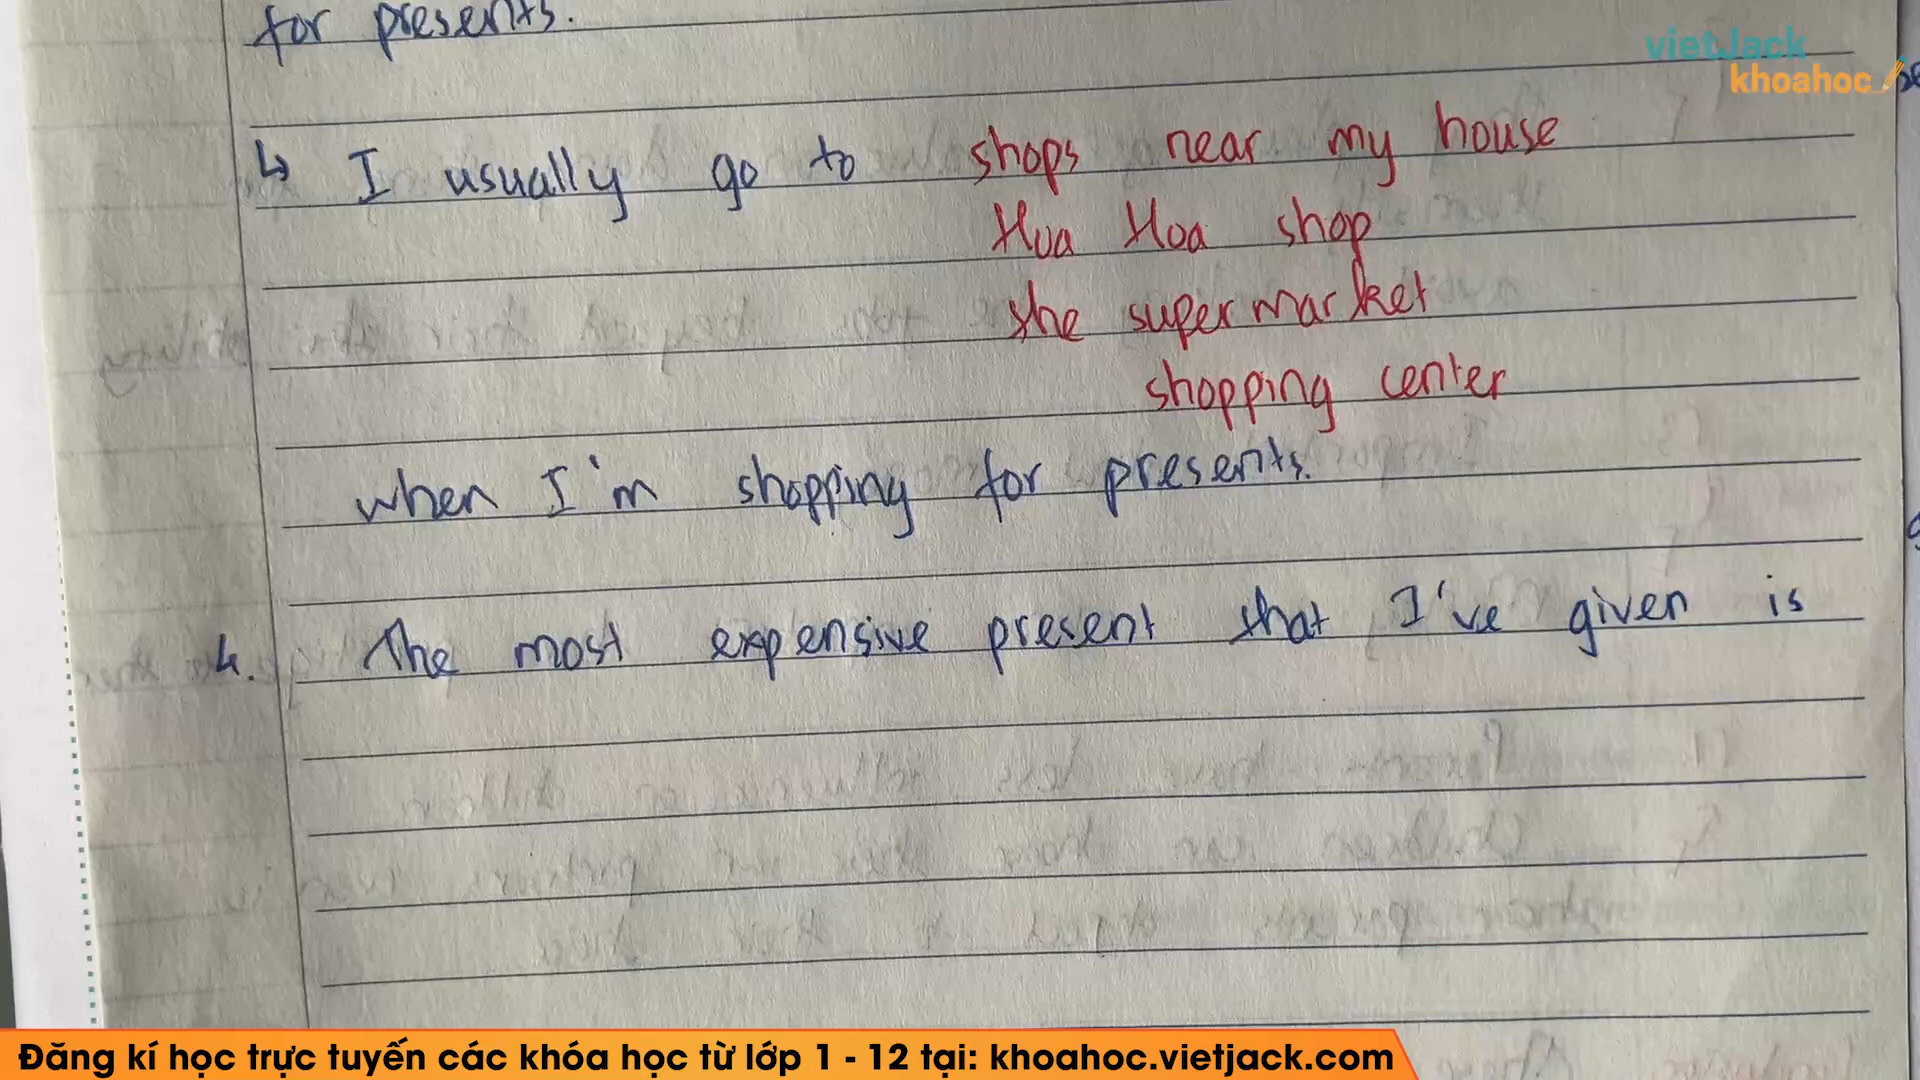 for presents.
vietJack
khoahoc
↳ I usually go to shops near my house
Hoa Hoa shop
the supermarket
shopping center
when I'm shopping for presents.
4. The most expensive present that I've given is
Đăng kí học trực tuyến các khóa học từ lớp 1 - 12 tại: khoahoc.vietjack.com